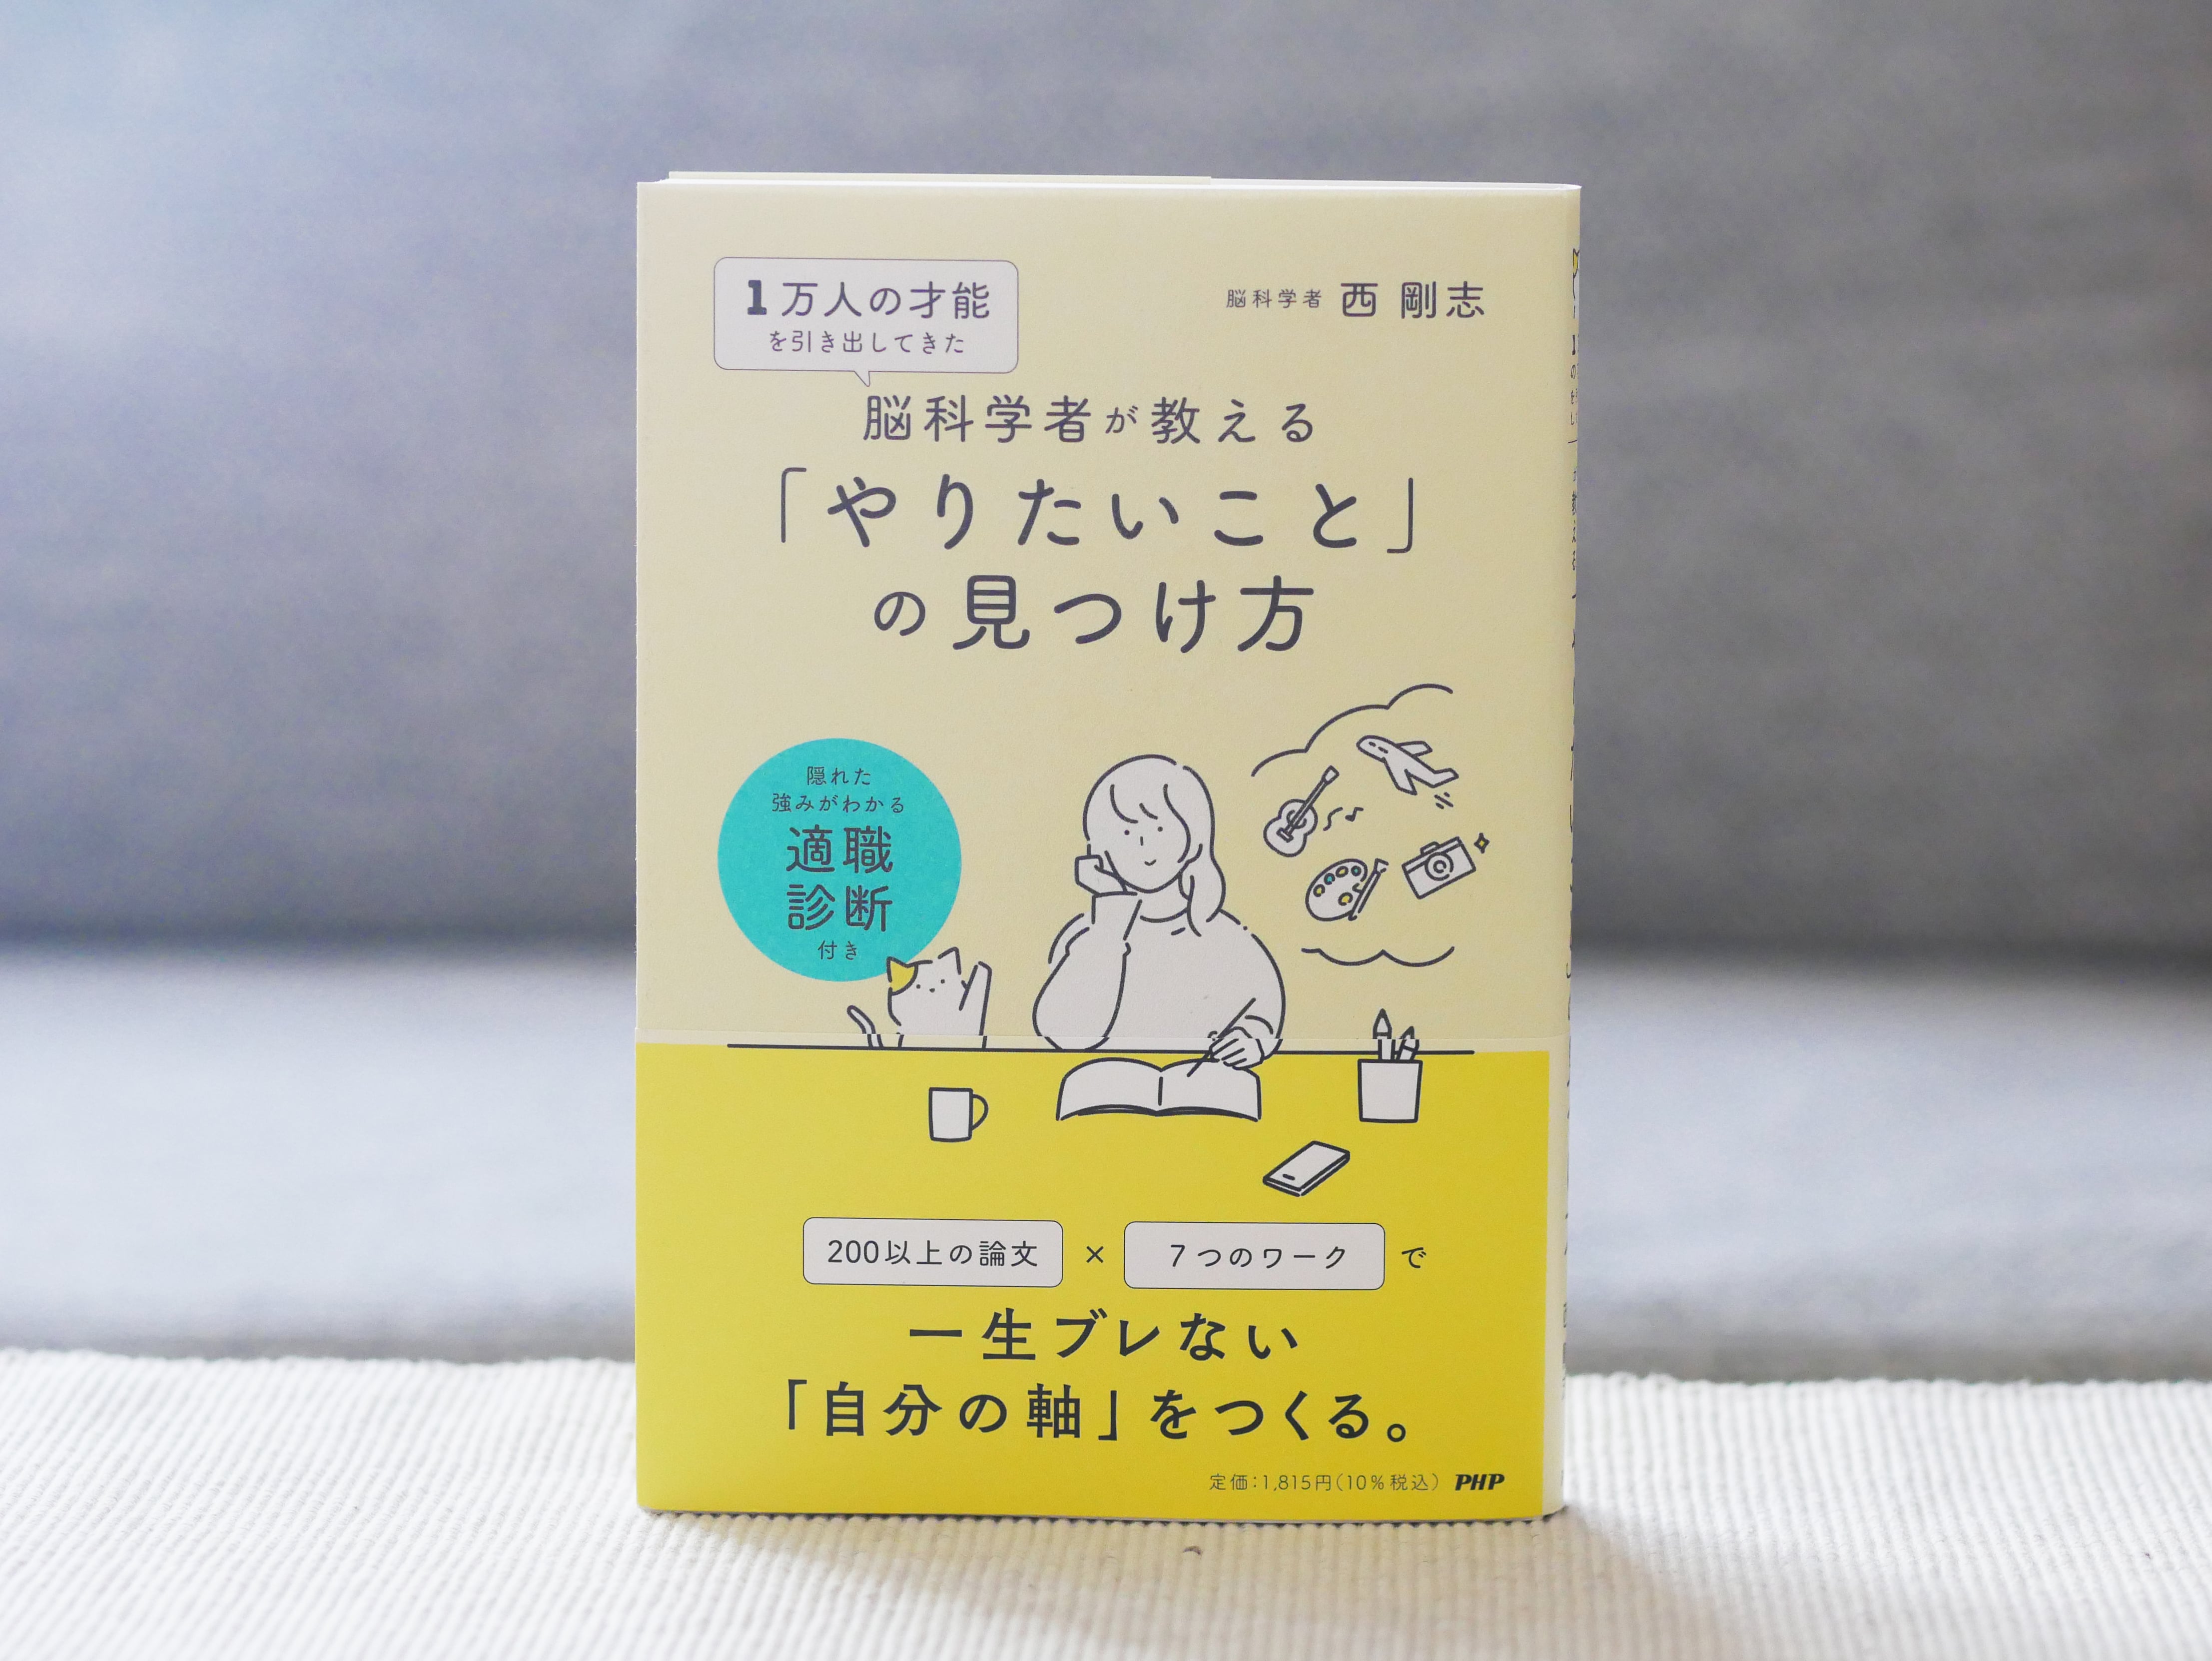 1万人の才能
を引き出してきた
脳科学者 西 剛志
脳科学者が教える
「やりたいこと」
の見つけ方
隠れた
強みがわかる
適職
診断
付き
200以上の論文 × 7つのワーク で
一生ブレない
「自分の軸」をつくる。
定価:1,815円(10%税込) PHP